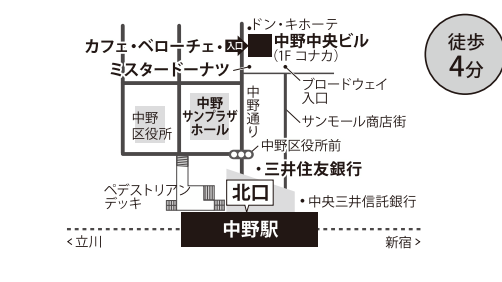 ドン・キホーテ
カフェ・ベローチェ・
入口
中野中央ビル
(1F コナカ)
ミスタードーナツ
徒歩
4分
ブロードウェイ
入口
中野通り
中野
区役所
中野
サンプラザ
ホール
サンモール商店街
中野区役所前
三井住友銀行
ペデストリアン
デッキ
北口
中央三井信託銀行
中野駅
<立川
新宿>